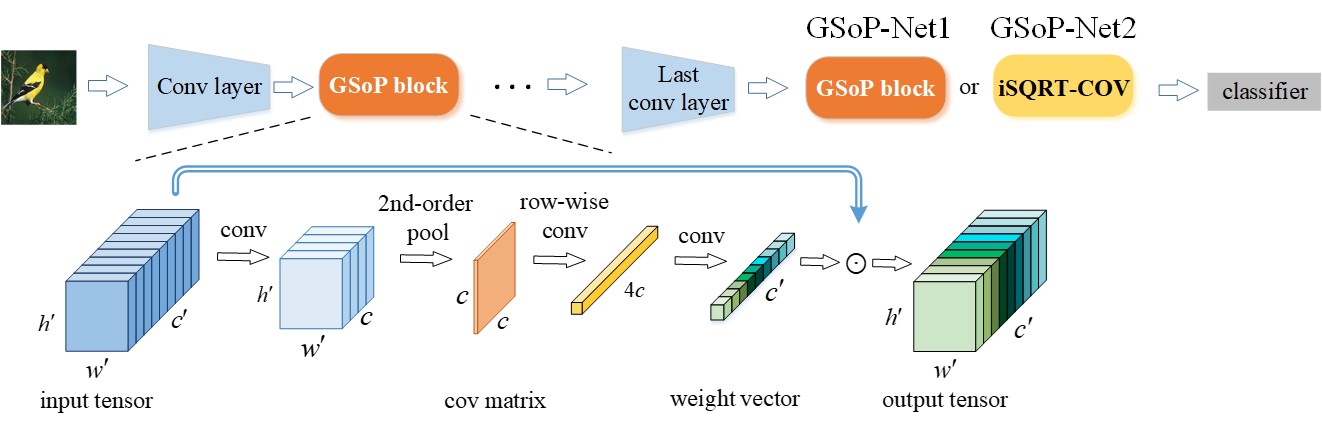 GSoP-Net1 GSoP-Net2
Conv layer
GSoP block
...
Last
conv layer
GSoP block
or
iSQRT-COV
classifier
conv
2nd-order
pool
row-wise
conv
conv
h′
w′
c′
h′
w′
c
c
c
4c
c′
h′
w′
c′
input tensor
cov matrix
weight vector
output tensor